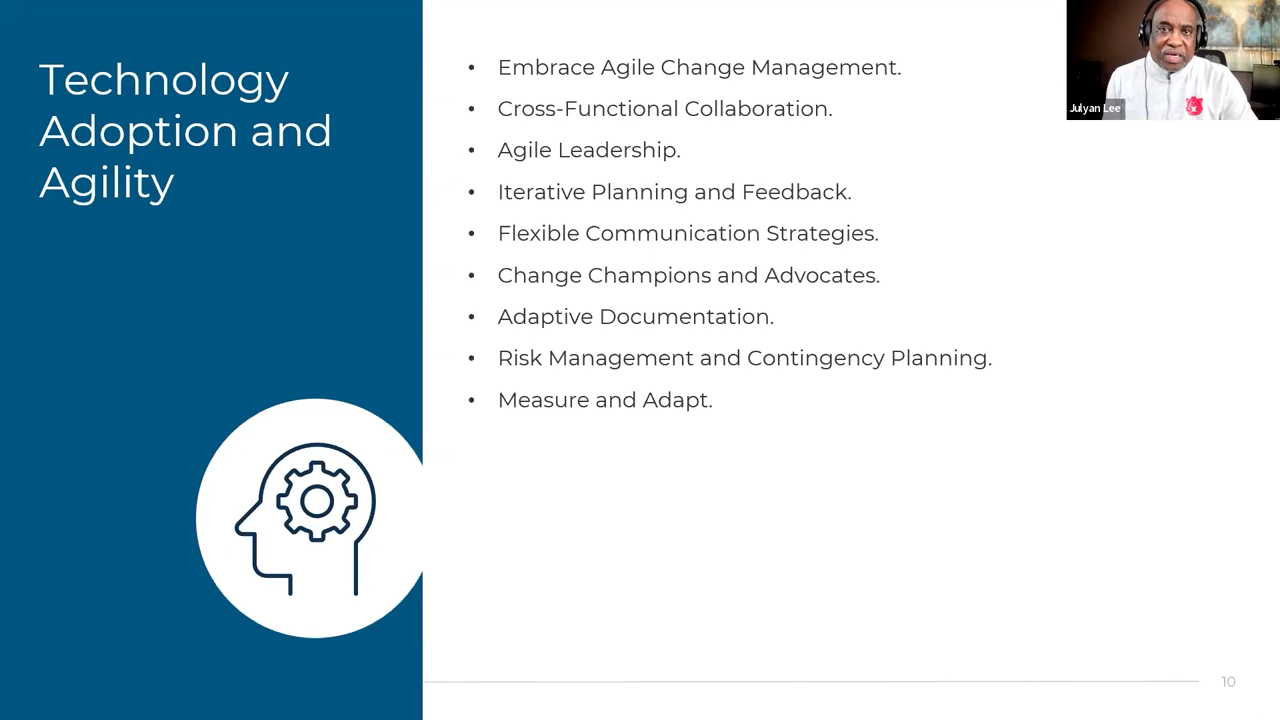 Technology
Adoption and
Agility
• Embrace Agile Change Management.
• Cross-Functional Collaboration.
• Agile Leadership.
• Iterative Planning and Feedback.
• Flexible Communication Strategies.
• Change Champions and Advocates.
• Adaptive Documentation.
• Risk Management and Contingency Planning.
• Measure and Adapt.
Julyan Lee
10